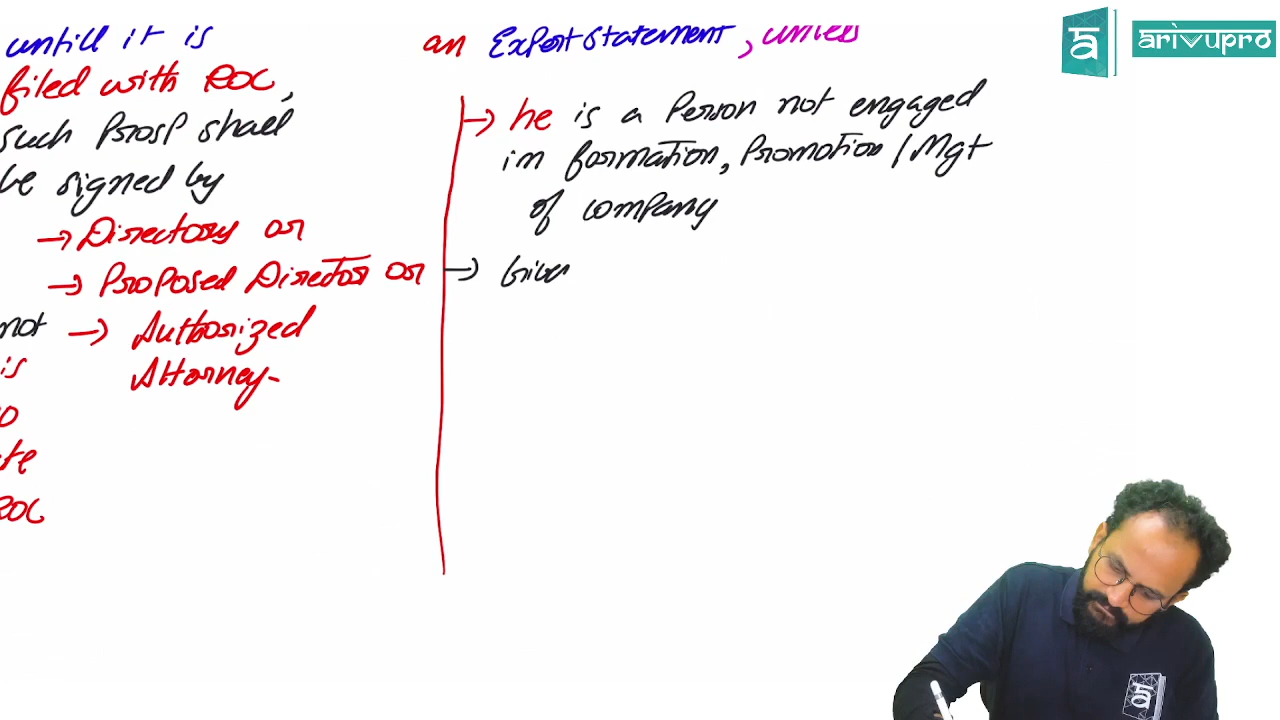 untill it is
filed with ROC,
such Prosp shall
be signed by
→ Directors or
→ Proposed Director or
not → Authorized
is Attorney-
ROC
an Expert Statement, unless
→ he is a Person not engaged
in formation, Promotion / Mgt
of company
→ Given
arivupro